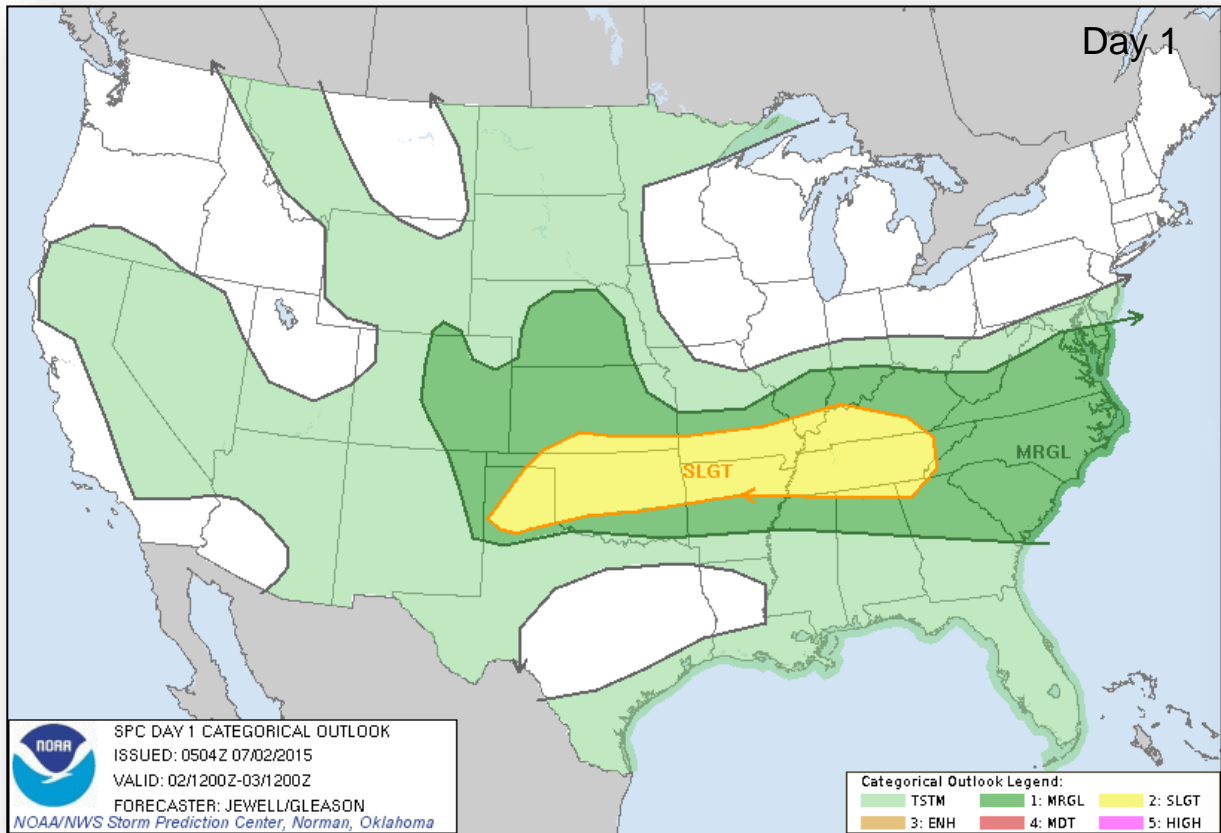 Day 1
MRGL
SLGT
NOAA
SPC DAY 1 CATEGORICAL OUTLOOK
ISSUED: 0504Z 07/02/2015
VALID: 02/1200Z-03/1200Z
FORECASTER: JEWELL/GLEASON
NOAA/NWS Storm Prediction Center, Norman, Oklahoma
Categorical Outlook Legend:
TSTM 1: MRGL 2: SLGT
3: ENH 4: MDT 5: HIGH